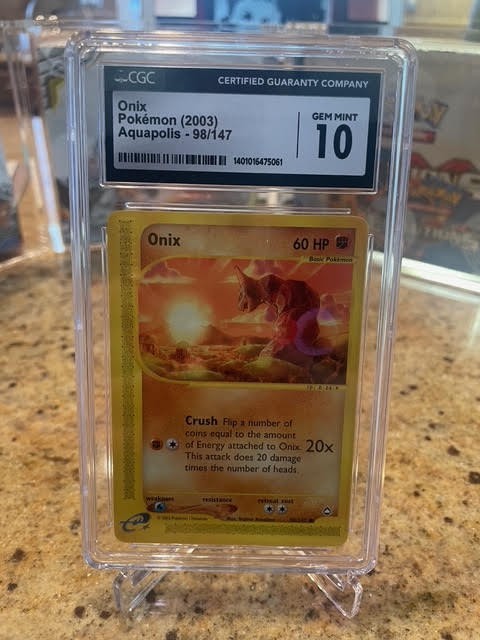 CGC
CERTIFIED GUARANTY COMPANY
Onix
Pokémon (2003)
Aquapolis - 98/147
GEM MINT
10
1401016475061
Onix
60 HP
Basic Pokémon
Crush Flip a number of
coins equal to the amount
of Energy attached to Onix.
This attack does 20 damage
times the number of heads.
20x
weakness
resistance
retreat cost
e